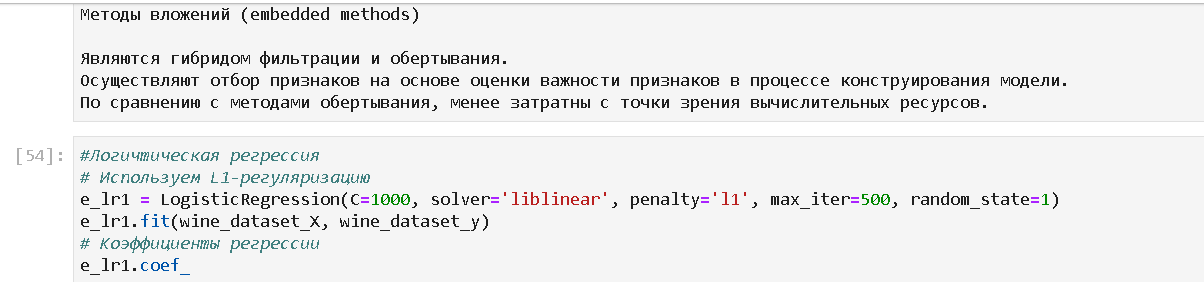 Методы вложений (embedded methods)
Являются гибридом фильтрации и обертывания.
Осуществляют отбор признаков на основе оценки важности признаков в процессе конструирования модели.
По сравнению с методами обертывания, менее затратны с точки зрения вычислительных ресурсов.
[54]: #Логичтическая регрессия
# Используем L1-регуляризацию
e_lr1 = LogisticRegression(C=1000, solver='liblinear', penalty='l1', max_iter=500, random_state=1)
e_lr1.fit(wine_dataset_X, wine_dataset_y)
# Коэффициенты регрессии
e_lr1.coef_